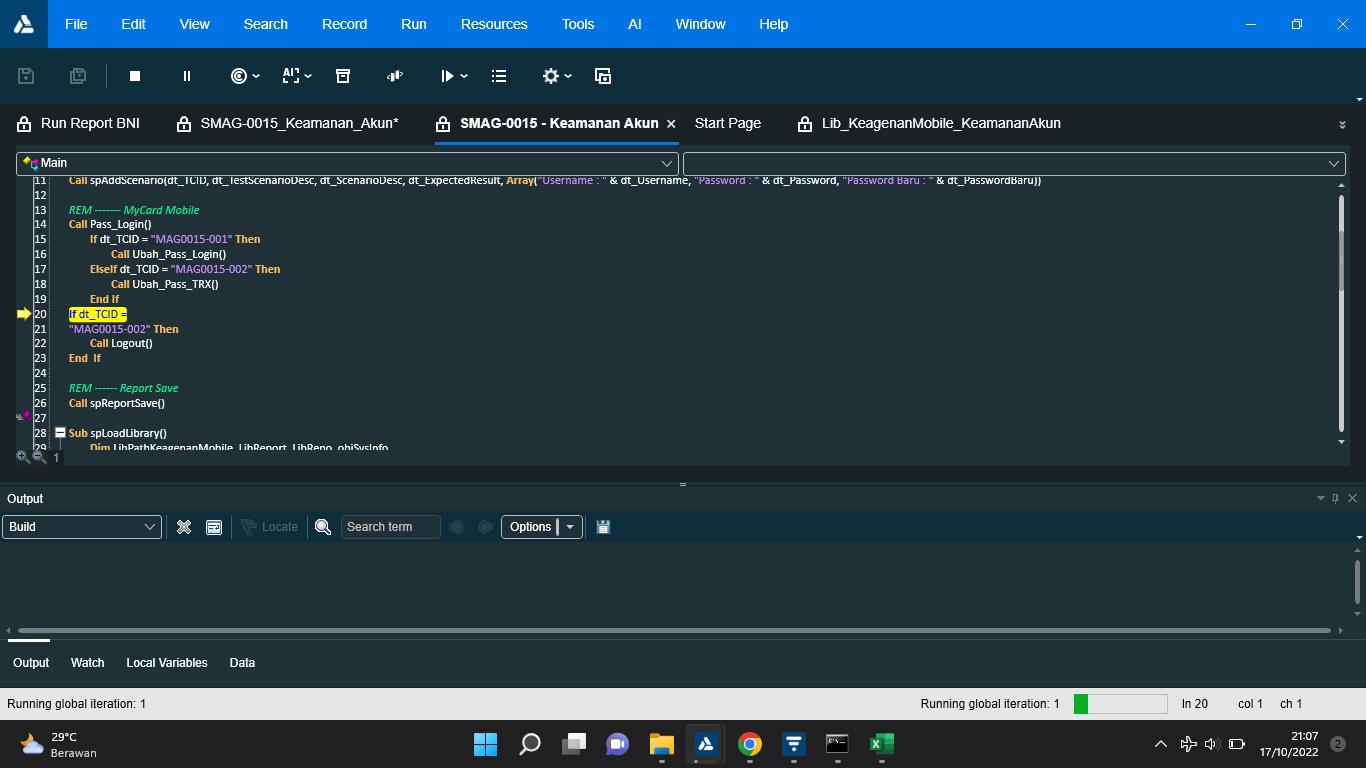 File Edit View Search Record Run Resources Tools AI Window Help
Run Report BNI SMAG-0015_Keamanan_Akun* SMAG-0015 - Keamanan Akun Start Page Lib_KeagenanMobile_KeamananAkun
Main
11 Call spAddScenario(dt_TCID, dt_TestScenarioDesc, dt_ScenarioDesc, dt_ExpectedResult, Array("Username : " & dt_Username, "Password : " & dt_Password, "Password Baru : " & dt_PasswordBaru))
12
13 REM ------- MyCard Mobile
14 Call Pass_Login()
15 If dt_TCID = "MAG0015-001" Then
16 Call Ubah_Pass_Login()
17 ElseIf dt_TCID = "MAG0015-002" Then
18 Call Ubah_Pass_TRX()
19 End If
20 If dt_TCID =
21 "MAG0015-002" Then
22 Call Logout()
23 End If
24
25 REM ------ Report Save
26 Call spReportSave()
27
28 Sub spLoadLibrary()
29 Dim LibPathKeagenanMobile, LibReport, LibRepo, objSysInfo
1
Output
Build Locate Search term Options
Output Watch Local Variables Data
Running global iteration: 1 Running global iteration: 1 ln 20 col 1 ch 1
29°C
Berawan
21:07
17/10/2022
2